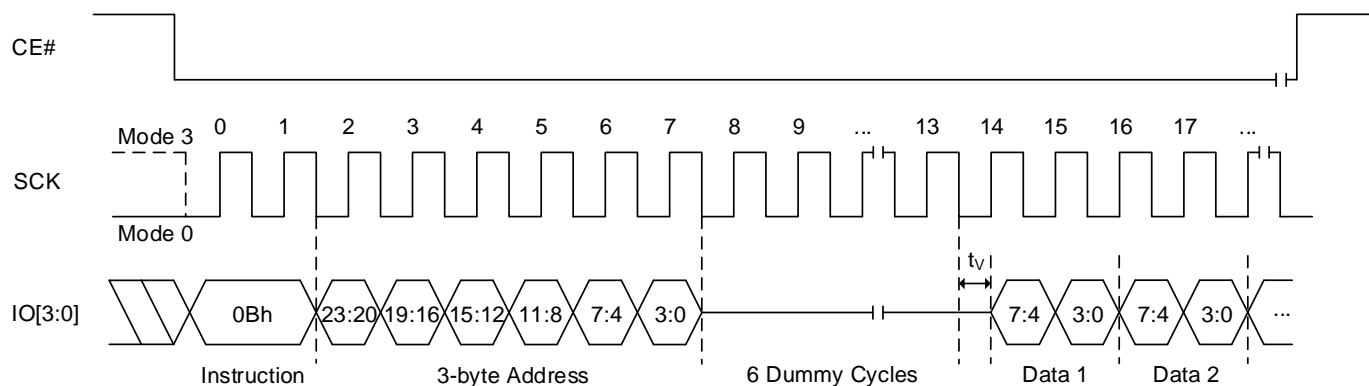 CE#
0 1 2 3 4 5 6 7 8 9 ... 13 14 15 16 17 ...
Mode 3
SCK
Mode 0
tV
IO[3:0] 0Bh 23:20 19:16 15:12 11:8 7:4 3:0 7:4 3:0 7:4 3:0 ...
Instruction 3-byte Address 6 Dummy Cycles Data 1 Data 2